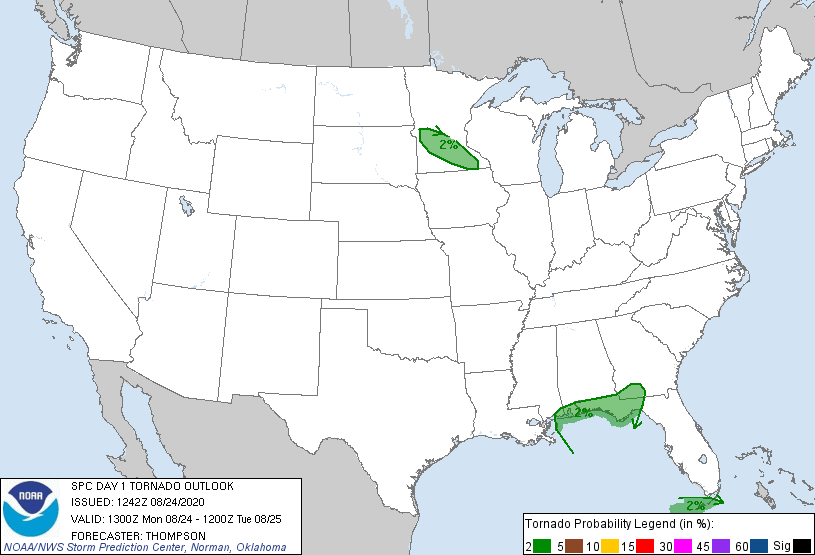 2%
2%
2%
NOAA
SPC DAY 1 TORNADO OUTLOOK
ISSUED: 1242Z 08/24/2020
VALID: 1300Z Mon 08/24 - 1200Z Tue 08/25
FORECASTER: THOMPSON
NOAA/NWS Storm Prediction Center, Norman, Oklahoma
Tornado Probability Legend (in %):
2 5 10 15 30 45 60 Sig